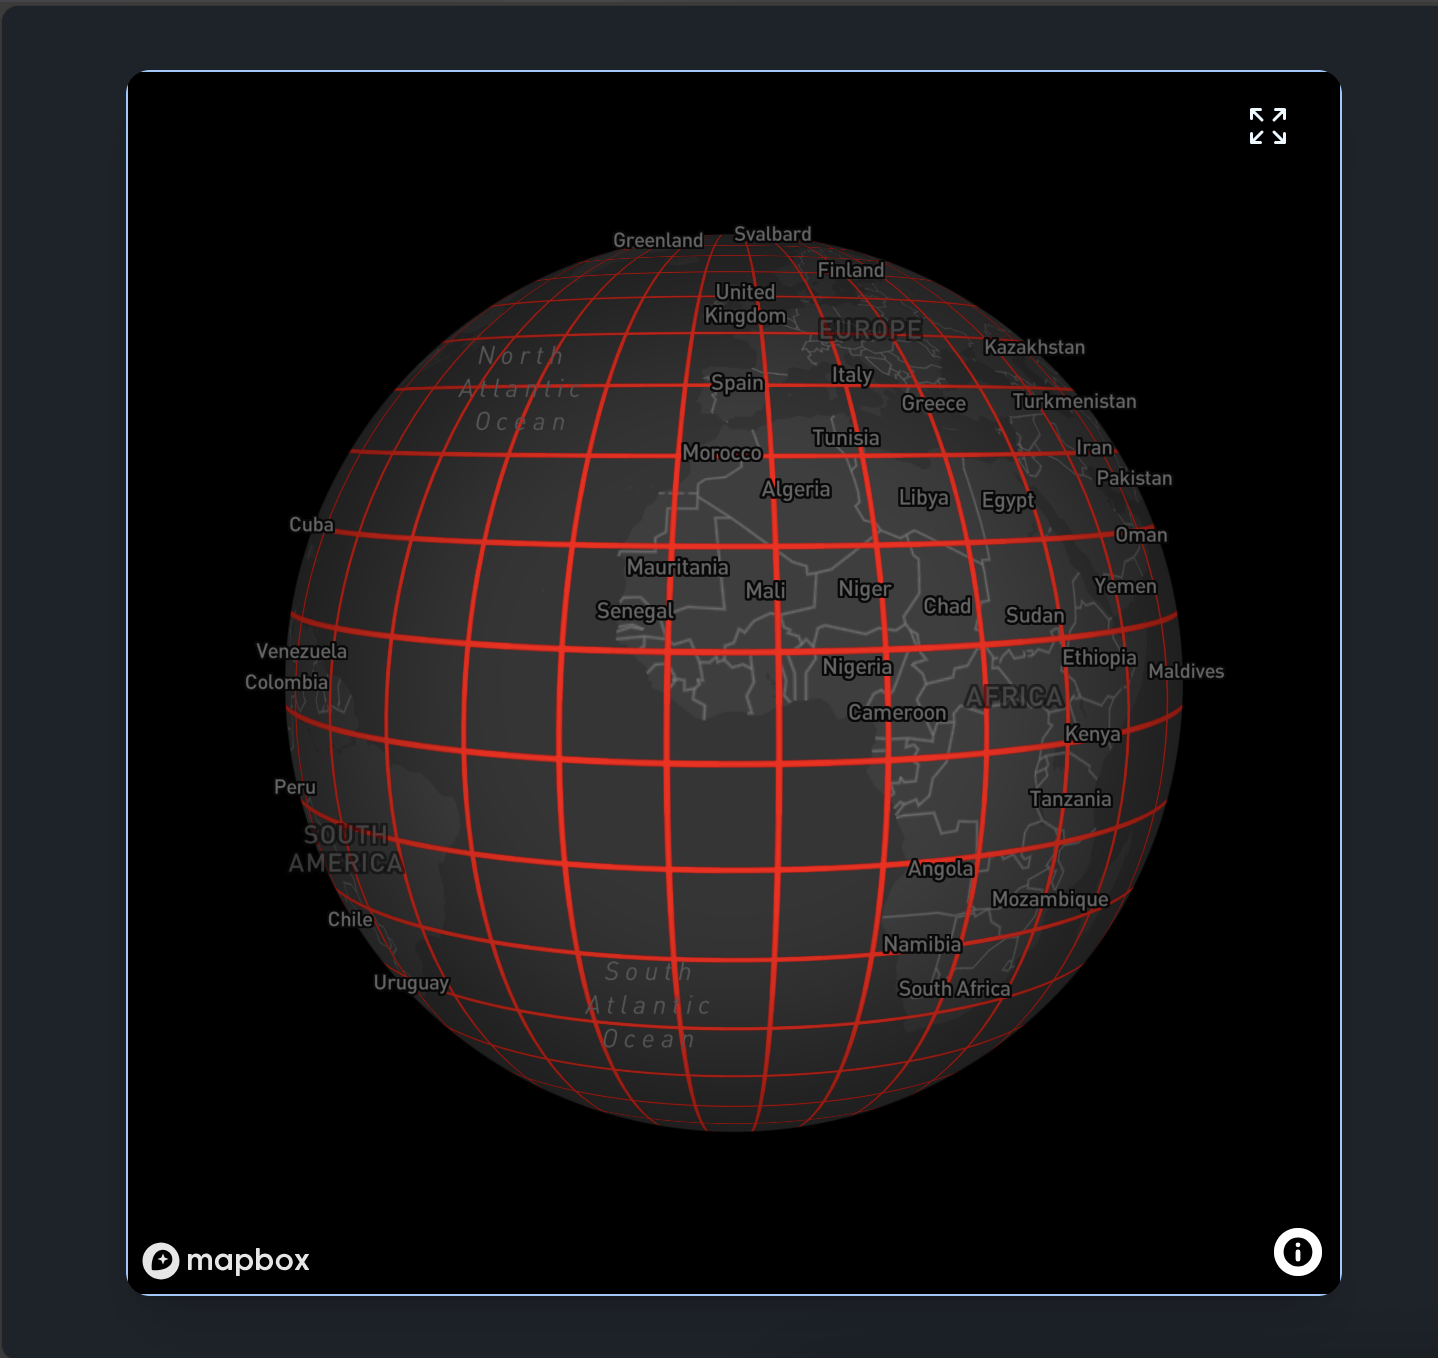 Greenland
Svalbard
Finland
United
Kingdom
EUROPE
Kazakhstan
North
Atlantic
Ocean
Spain
Italy
Greece
Turkmenistan
Tunisia
Morocco
Iran
Pakistan
Algeria
Libya
Egypt
Cuba
Oman
Mauritania
Mali
Niger
Yemen
Senegal
Chad
Sudan
Venezuela
Nigeria
Ethiopia
Maldives
Colombia
AFRICA
Cameroon
Kenya
Peru
Tanzania
SOUTH
AMERICA
Angola
Mozambique
Chile
Namibia
Uruguay
South
Atlantic
Ocean
South Africa
mapbox